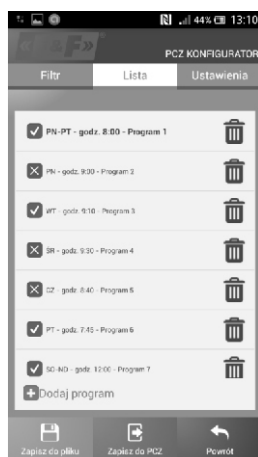 44% 13:10
«F&F»
PCZ KONFIGURATOR
Filtr Lista Ustawienia
PN-PT - godz. 8:00 - Program 1
PN - godz. 9:00 - Program 2
WT - godz. 9:10 - Program 3
SR - godz. 9:30 - Program 4
CZ - godz. 8:40 - Program 5
PT - godz. 7:45 - Program 6
SO-ND - godz. 12:00 - Program 7
Dodaj program
Zapisz do pliku Zapisz do PCZ Powrót